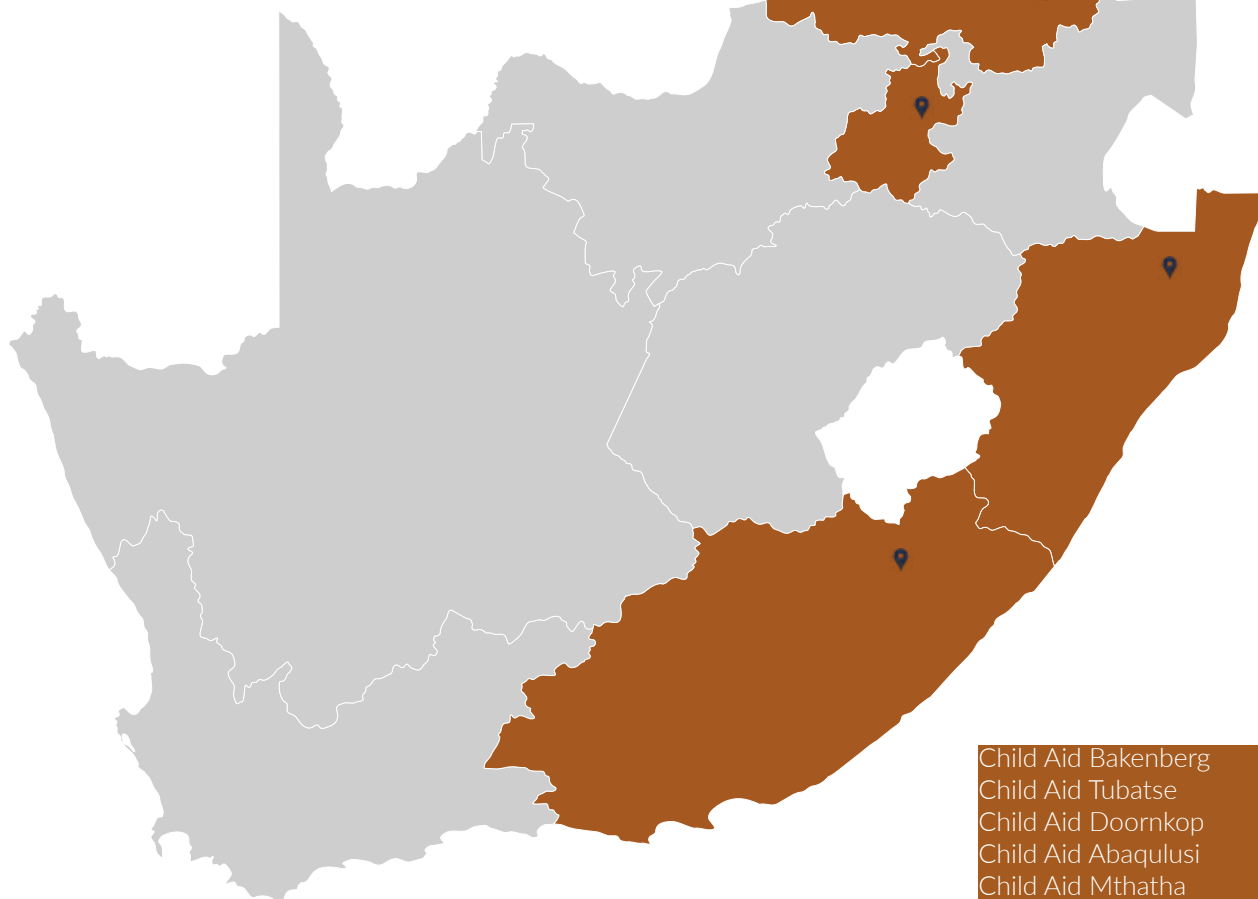 Child Aid Bakenberg
Child Aid Tubatse
Child Aid Doornkop
Child Aid Abaqulusi
Child Aid Mthatha